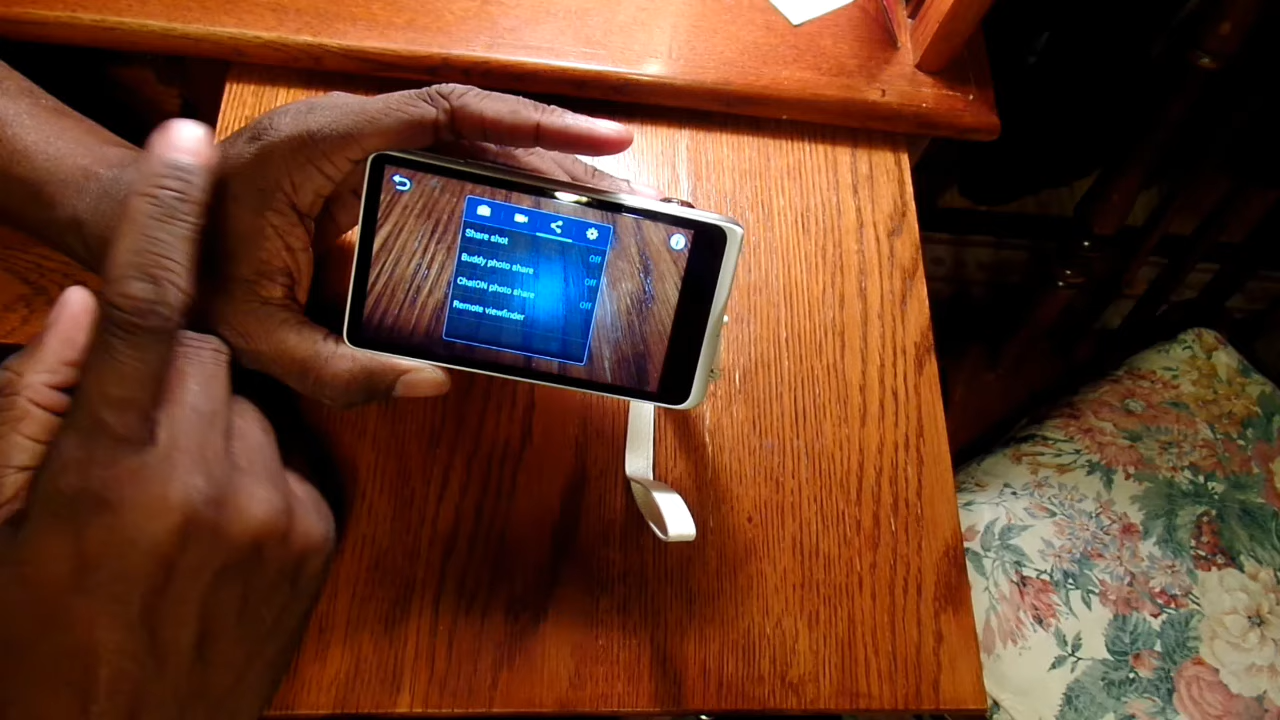 Share shot
Off
Buddy photo share
Off
ChatON photo share
Off
Remote viewfinder